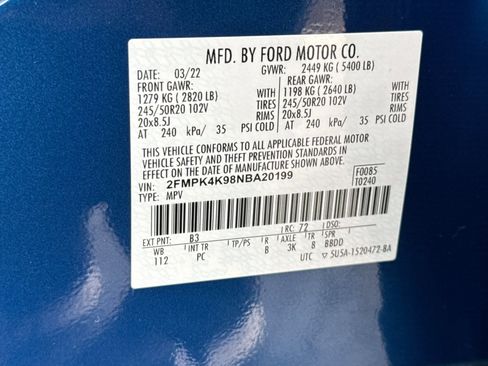 MFD. BY FORD MOTOR CO.
DATE: 03/22 GVWR: 2449 KG ( 5400 LB)
FRONT GAWR: REAR GAWR:
1279 KG ( 2820 LB) 1198 KG ( 2640 LB)
245/50R20 102V TIRES 245/50R20 102V TIRES
20x8.5J RIMS 20x8.5J RIMS
AT 240 kPa/ 35 PSI COLD AT 240 kPa/ 35 PSI COLD
THIS VEHICLE CONFORMS TO ALL APPLICABLE FEDERAL MOTOR
VEHICLE SAFETY AND THEFT PREVENTION STANDARDS IN
EFFECT ON THE DATE OF MANUFACTURE SHOWN ABOVE.
VIN: 2FMPK4K98NBA20199 F0085
TYPE: MPV T0240
EXT PNT: B3 RC: 72 DSO:
WB INT TR TP/PS R AXLE TR SPR
112 PC 8 3K 8 BBDD
UTC ▽ 5U5A-1520472-BA